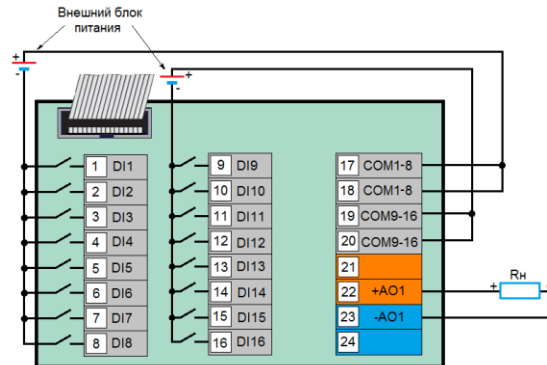 Внешний блок
питания
+
-
+
-
1 DI1
2 DI2
3 DI3
4 DI4
5 DI5
6 DI6
7 DI7
8 DI8
9 DI9
10 DI10
11 DI11
12 DI12
13 DI13
14 DI14
15 DI15
16 DI16
17 COM1-8
18 COM1-8
19 COM9-16
20 COM9-16
21
22 +AO1
23 -AO1
24
Rн
+ -